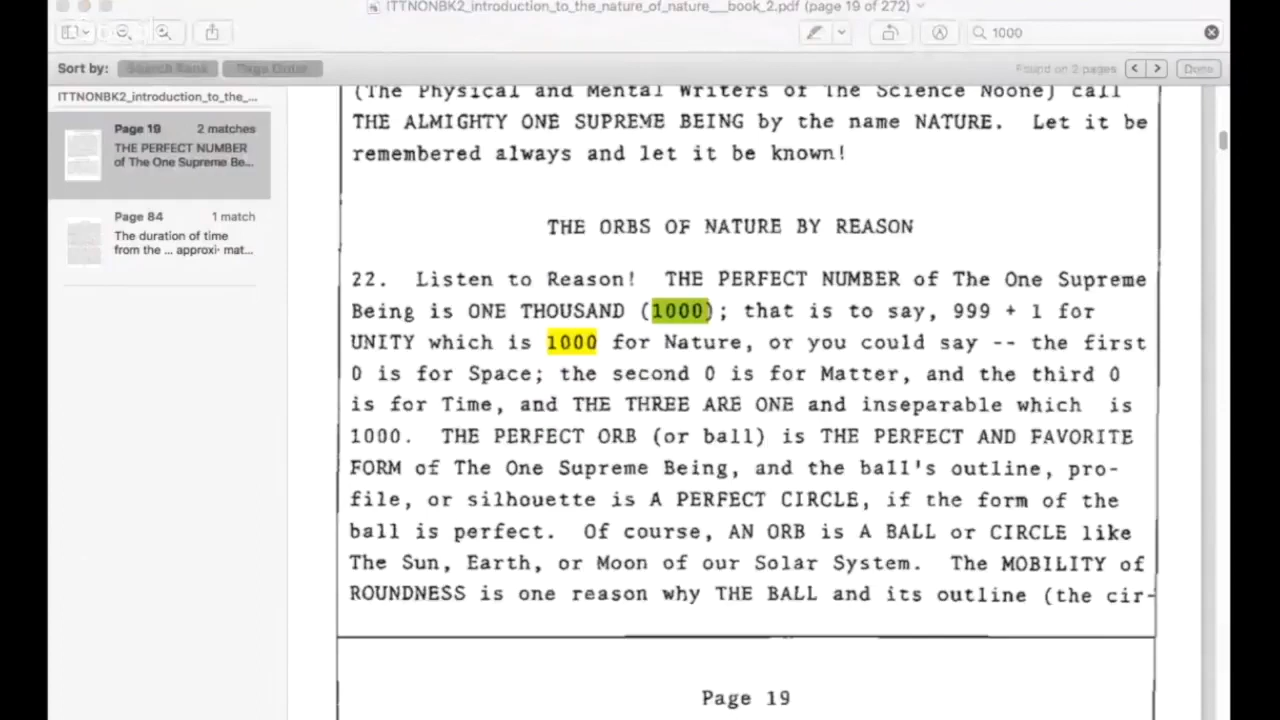 ITTNONBK2_introduction_to_the_nature_of_nature__book_2.pdf (page 19 of 272)
1000
Sort by: Search Rank Page Order Found on 2 pages Done
ITTNONBK2_introduction_to_the_...
Page 19 2 matches
THE PERFECT NUMBER
of The One Supreme Be...
Page 84 1 match
The duration of time
from the ... approxi- mat...
(The Physical and Mental Writers of The Science Noone) call
THE ALMIGHTY ONE SUPREME BEING by the name NATURE. Let it be
remembered always and let it be known!
THE ORBS OF NATURE BY REASON
22. Listen to Reason! THE PERFECT NUMBER of The One Supreme
Being is ONE THOUSAND (1000); that is to say, 999 + 1 for
UNITY which is 1000 for Nature, or you could say -- the first
0 is for Space; the second 0 is for Matter, and the third 0
is for Time, and THE THREE ARE ONE and inseparable which is
1000. THE PERFECT ORB (or ball) is THE PERFECT AND FAVORITE
FORM of The One Supreme Being, and the ball's outline, pro-
file, or silhouette is A PERFECT CIRCLE, if the form of the
ball is perfect. Of course, AN ORB is A BALL or CIRCLE like
The Sun, Earth, or Moon of our Solar System. The MOBILITY of
ROUNDNESS is one reason why THE BALL and its outline (the cir-
Page 19